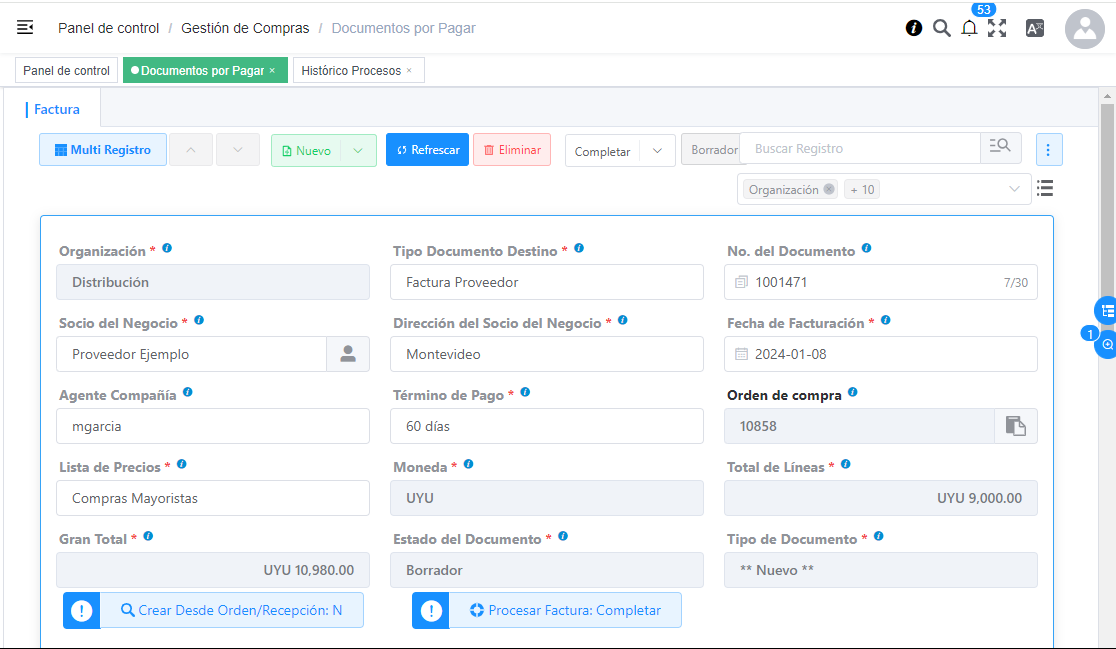 Panel de control / Gestión de Compras / Documentos por Pagar
53
Panel de control
Documentos por Pagar ×
Histórico Procesos ×
Factura
Multi Registro
Nuevo
Refrescar
Eliminar
Completar
Borrador
Buscar Registro
Organización
+ 10
Organización * Tipo Documento Destino * No. del Documento
Distribución Factura Proveedor 1001471 7/30
Socio del Negocio * Dirección del Socio del Negocio * Fecha de Facturación *
Proveedor Ejemplo Montevideo 2024-01-08
1
Agente Compañía Término de Pago * Orden de compra
mgarcia 60 días 10858
Lista de Precios * Moneda * Total de Líneas *
Compras Mayoristas UYU UYU 9,000.00
Gran Total * Estado del Documento * Tipo de Documento *
UYU 10,980.00 Borrador ** Nuevo **
Crear Desde Orden/Recepción: N Procesar Factura: Completar